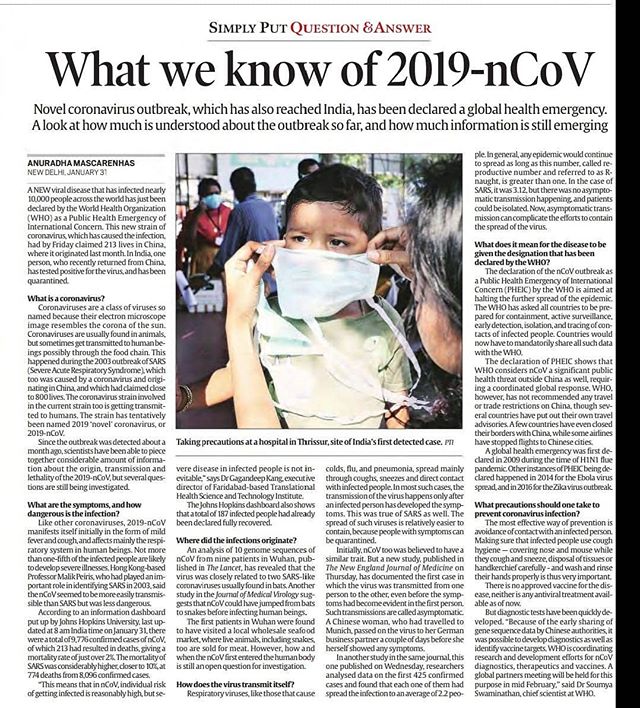 SIMPLY PUT QUESTION & ANSWER
What we know of 2019-nCoV
Novel coronavirus outbreak, which has also reached India, has been declared a global health emergency.
A look at how much is understood about the outbreak so far, and how much information is still emerging
ANURADHA MASCARENHAS
NEW DELHI, JANUARY 31
A NEW viral disease that has infected nearly
10,000 people across the world has just been
declared by the World Health Organization
(WHO) as a Public Health Emergency of
International Concern. This new strain of
coronavirus, which has caused the infection,
had by Friday claimed 213 lives in China,
where it originated last month. In India, one
person, who recently returned from China,
has tested positive for the virus, and has been
quarantined.
What is a coronavirus?
Coronaviruses are a class of viruses so
named because their electron microscope
image resembles the corona of the sun.
Coronaviruses are usually found in animals,
but sometimes get transmitted to human be-
ings possibly through the food chain. This
happened during the 2003 outbreak of SARS
(Severe Acute Respiratory Syndrome), which
too was caused by a coronavirus and origi-
nating in China, and which had claimed close
to 800 lives. The coronavirus strain involved
in the current strain too is getting transmit-
ted to humans. The strain has tentatively
been named 2019 'novel' coronavirus, or
2019-nCoV.
Since the outbreak was detected about a
month ago, scientists have been able to piece
together considerable amount of informa-
tion about the origin, transmission and
lethality of the 2019-nCoV, but several ques-
tions are still being investigated.
What are the symptoms, and how
dangerous is the infection?
Like other coronaviruses, 2019-nCoV
manifests itself initially in the form of mild
fever and cough, and affects mainly the respi-
ratory system in human beings. Not more
than one-fifth of the infected people are likely
to develop severe illnesses. Hong Kong-based
Professor Malik Peiris, who had played an im-
portant role in identifying SARS in 2003, said
the nCoV seemed to be more easily transmis-
sible than SARS but was less dangerous.
According to an information dashboard
put up by Johns Hopkins University, last up-
dated at 8 am India time on January 31, there
were a total of 9,776 confirmed cases of nCoV,
of which 213 had resulted in deaths, giving a
mortality rate of just over 2%. The mortality of
SARS was considerably higher, closer to 10%, at
774 deaths from 8,096 confirmed cases.
"This means that in nCoV, individual risk
of getting infected is reasonably high, but se-
Taking precautions at a hospital in Thrissur, site of India's first detected case. PTI
vere disease in infected people is not in-
evitable," says Dr Gagandeep Kang, executive
director of Faridabad-based Translational
Health Science and Technology Institute.
The Johns Hopkins dashboard also shows
that a total of 187 infected people had already
been declared fully recovered.
Where did the infections originate?
An analysis of 10 genome sequences of
nCoV from nine patients in Wuhan, pub-
lished in The Lancet, has revealed that the
virus was closely related to two SARS-like
coronaviruses usually found in bats. Another
study in the Journal of Medical Virology sug-
gests that nCoV could have jumped from bats
to snakes before infecting human beings.
The first patients in Wuhan were found
to have visited a local wholesale seafood
market, where live animals, including snakes,
too are sold for meat. However, how and
when the nCoV first entered the human body
is still an open question for investigation.
How does the virus transmit itself?
Respiratory viruses, like those that cause
colds, flu, and pneumonia, spread mainly
through coughs, sneezes and direct contact
with infected people. In most such cases, the
transmission of the virus happens only after
an infected person has developed the symp-
toms. This was true of SARS as well. The
spread of such viruses is relatively easier to
contain, because people with symptoms can
be quarantined.
Initially, nCoV too was believed to have a
similar trait. But a new study, published in
The New England Journal of Medicine on
Thursday, has documented the first case in
which the virus was transmitted from one
person to the other, even before the symp-
toms had become evident in the first person.
Such transmissions are called asymptomatic.
A Chinese woman, who had travelled to
Munich, passed on the virus to her German
business partner a couple of days before she
herself showed any symptoms.
In another study in the same journal, this
one published on Wednesday, researchers
analysed data on the first 425 confirmed
cases and found that each one of them had
spread the infection to an average of 2.2 peo-
ple. In general, any epidemic would continue
to spread as long as this number, called re-
productive number and referred to as R-
naught, is greater than one. In the case of
SARS, it was 3.12, but there was no asympto-
matic transmission happening, and patients
could be isolated. Now, asymptomatic trans-
mission can complicate the efforts to contain
the spread of the virus.
What does it mean for the disease to be
given the designation that has been
declared by the WHO?
The declaration of the nCoV outbreak as
a Public Health Emergency of International
Concern (PHEIC) by the WHO is aimed at
halting the further spread of the epidemic.
The WHO has asked all countries to be pre-
pared for containment, active surveillance,
early detection, isolation, and tracing of con-
tacts of infected people. Countries would
now have to mandatorily share all such data
with the WHO.
The declaration of PHEIC shows that
WHO considers nCoV a significant public
health threat outside China as well, requir-
ing a coordinated global response. WHO,
however, has not recommended any travel
or trade restrictions on China, though sev-
eral countries have put out their own travel
advisories. A few countries have even closed
their borders with China, while some airlines
have stopped flights to Chinese cities.
A global health emergency was first de-
clared in 2009 during the time of H1N1 flue
pandemic. Other instances of PHEIC being de-
clared happened in 2014 for the Ebola virus
spread, and in 2016 for the Zika virus outbreak.
What precautions should one take to
prevent coronavirus infection?
The most effective way of prevention is
avoidance of contact with an infected person.
Making sure that infected people use cough
hygiene — covering nose and mouth while
they cough and sneeze, disposal of tissues or
handkerchief carefully - and wash and rinse
their hands properly is thus very important.
There is no approved vaccine for the dis-
ease, neither is any antiviral treatment avail-
able as of now.
But diagnostic tests have been quickly de-
veloped. "Because of the early sharing of
gene sequence data by Chinese authorities, it
was possible to develop diagnostics as well as
identify vaccine targets. WHO is coordinating
research and development efforts for nCoV
diagnostics, therapeutics and vaccines. A
global partners meeting will be held for this
purpose in mid February," said Dr Soumya
Swaminathan, chief scientist at WHO.